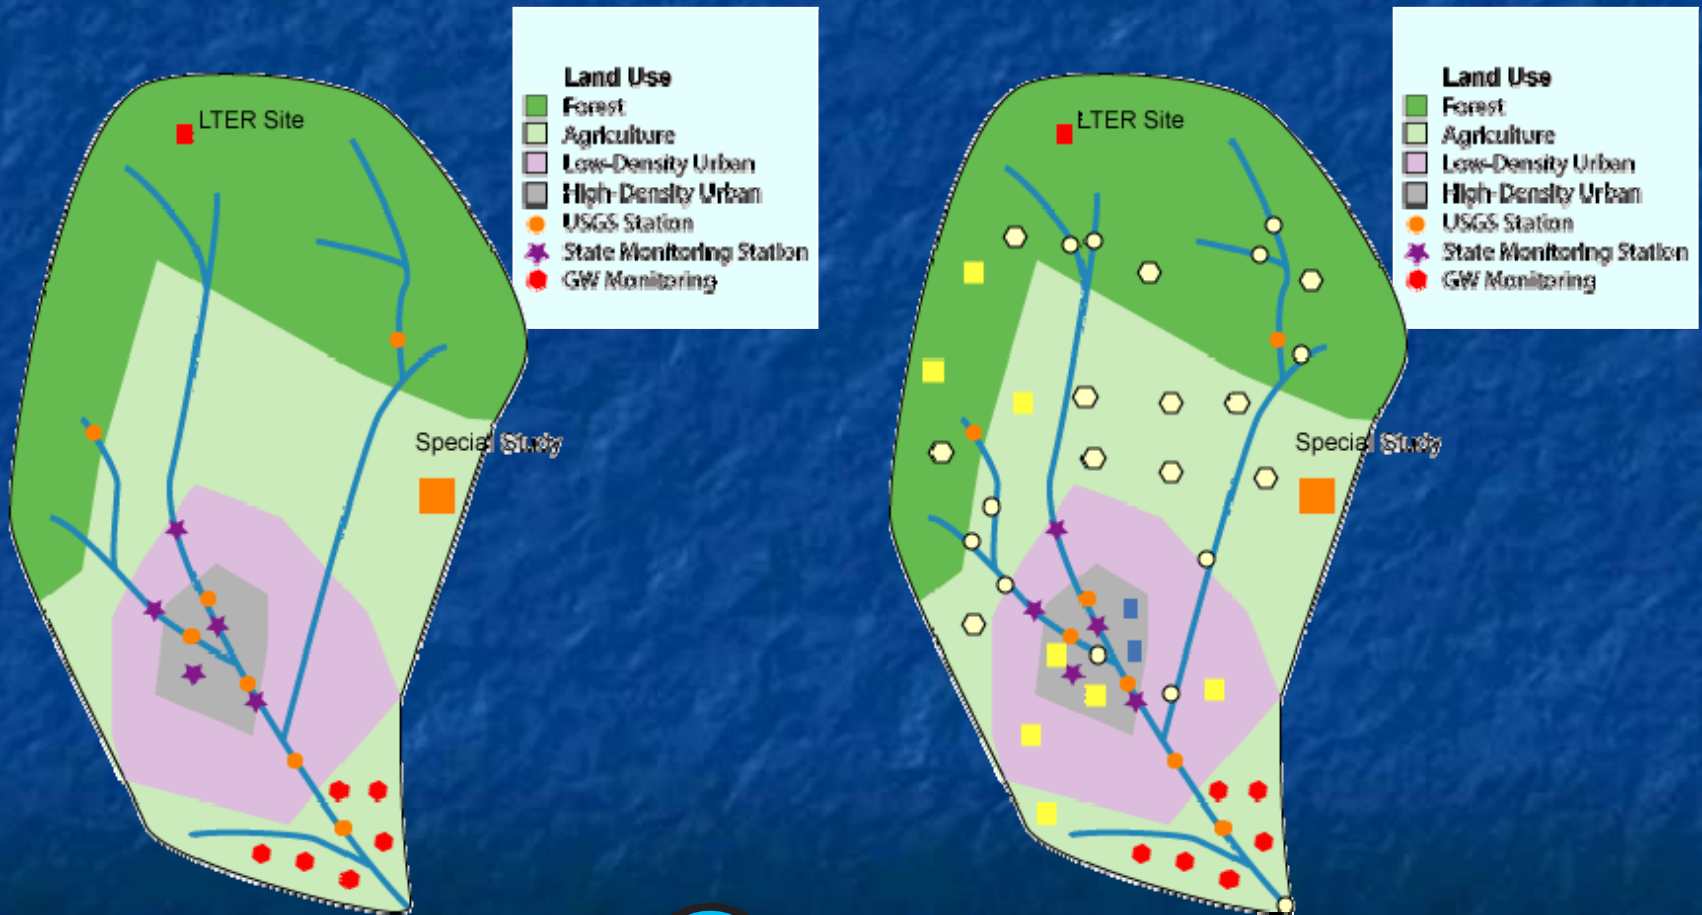 Land Use
Forest
Agriculture
Low-Density Urban
High-Density Urban
USGS Station
State Monitoring Station
GW Monitoring
LTER Site
Special Study
Land Use
Forest
Agriculture
Low-Density Urban
High-Density Urban
USGS Station
State Monitoring Station
GW Monitoring
LTER Site
Special Study